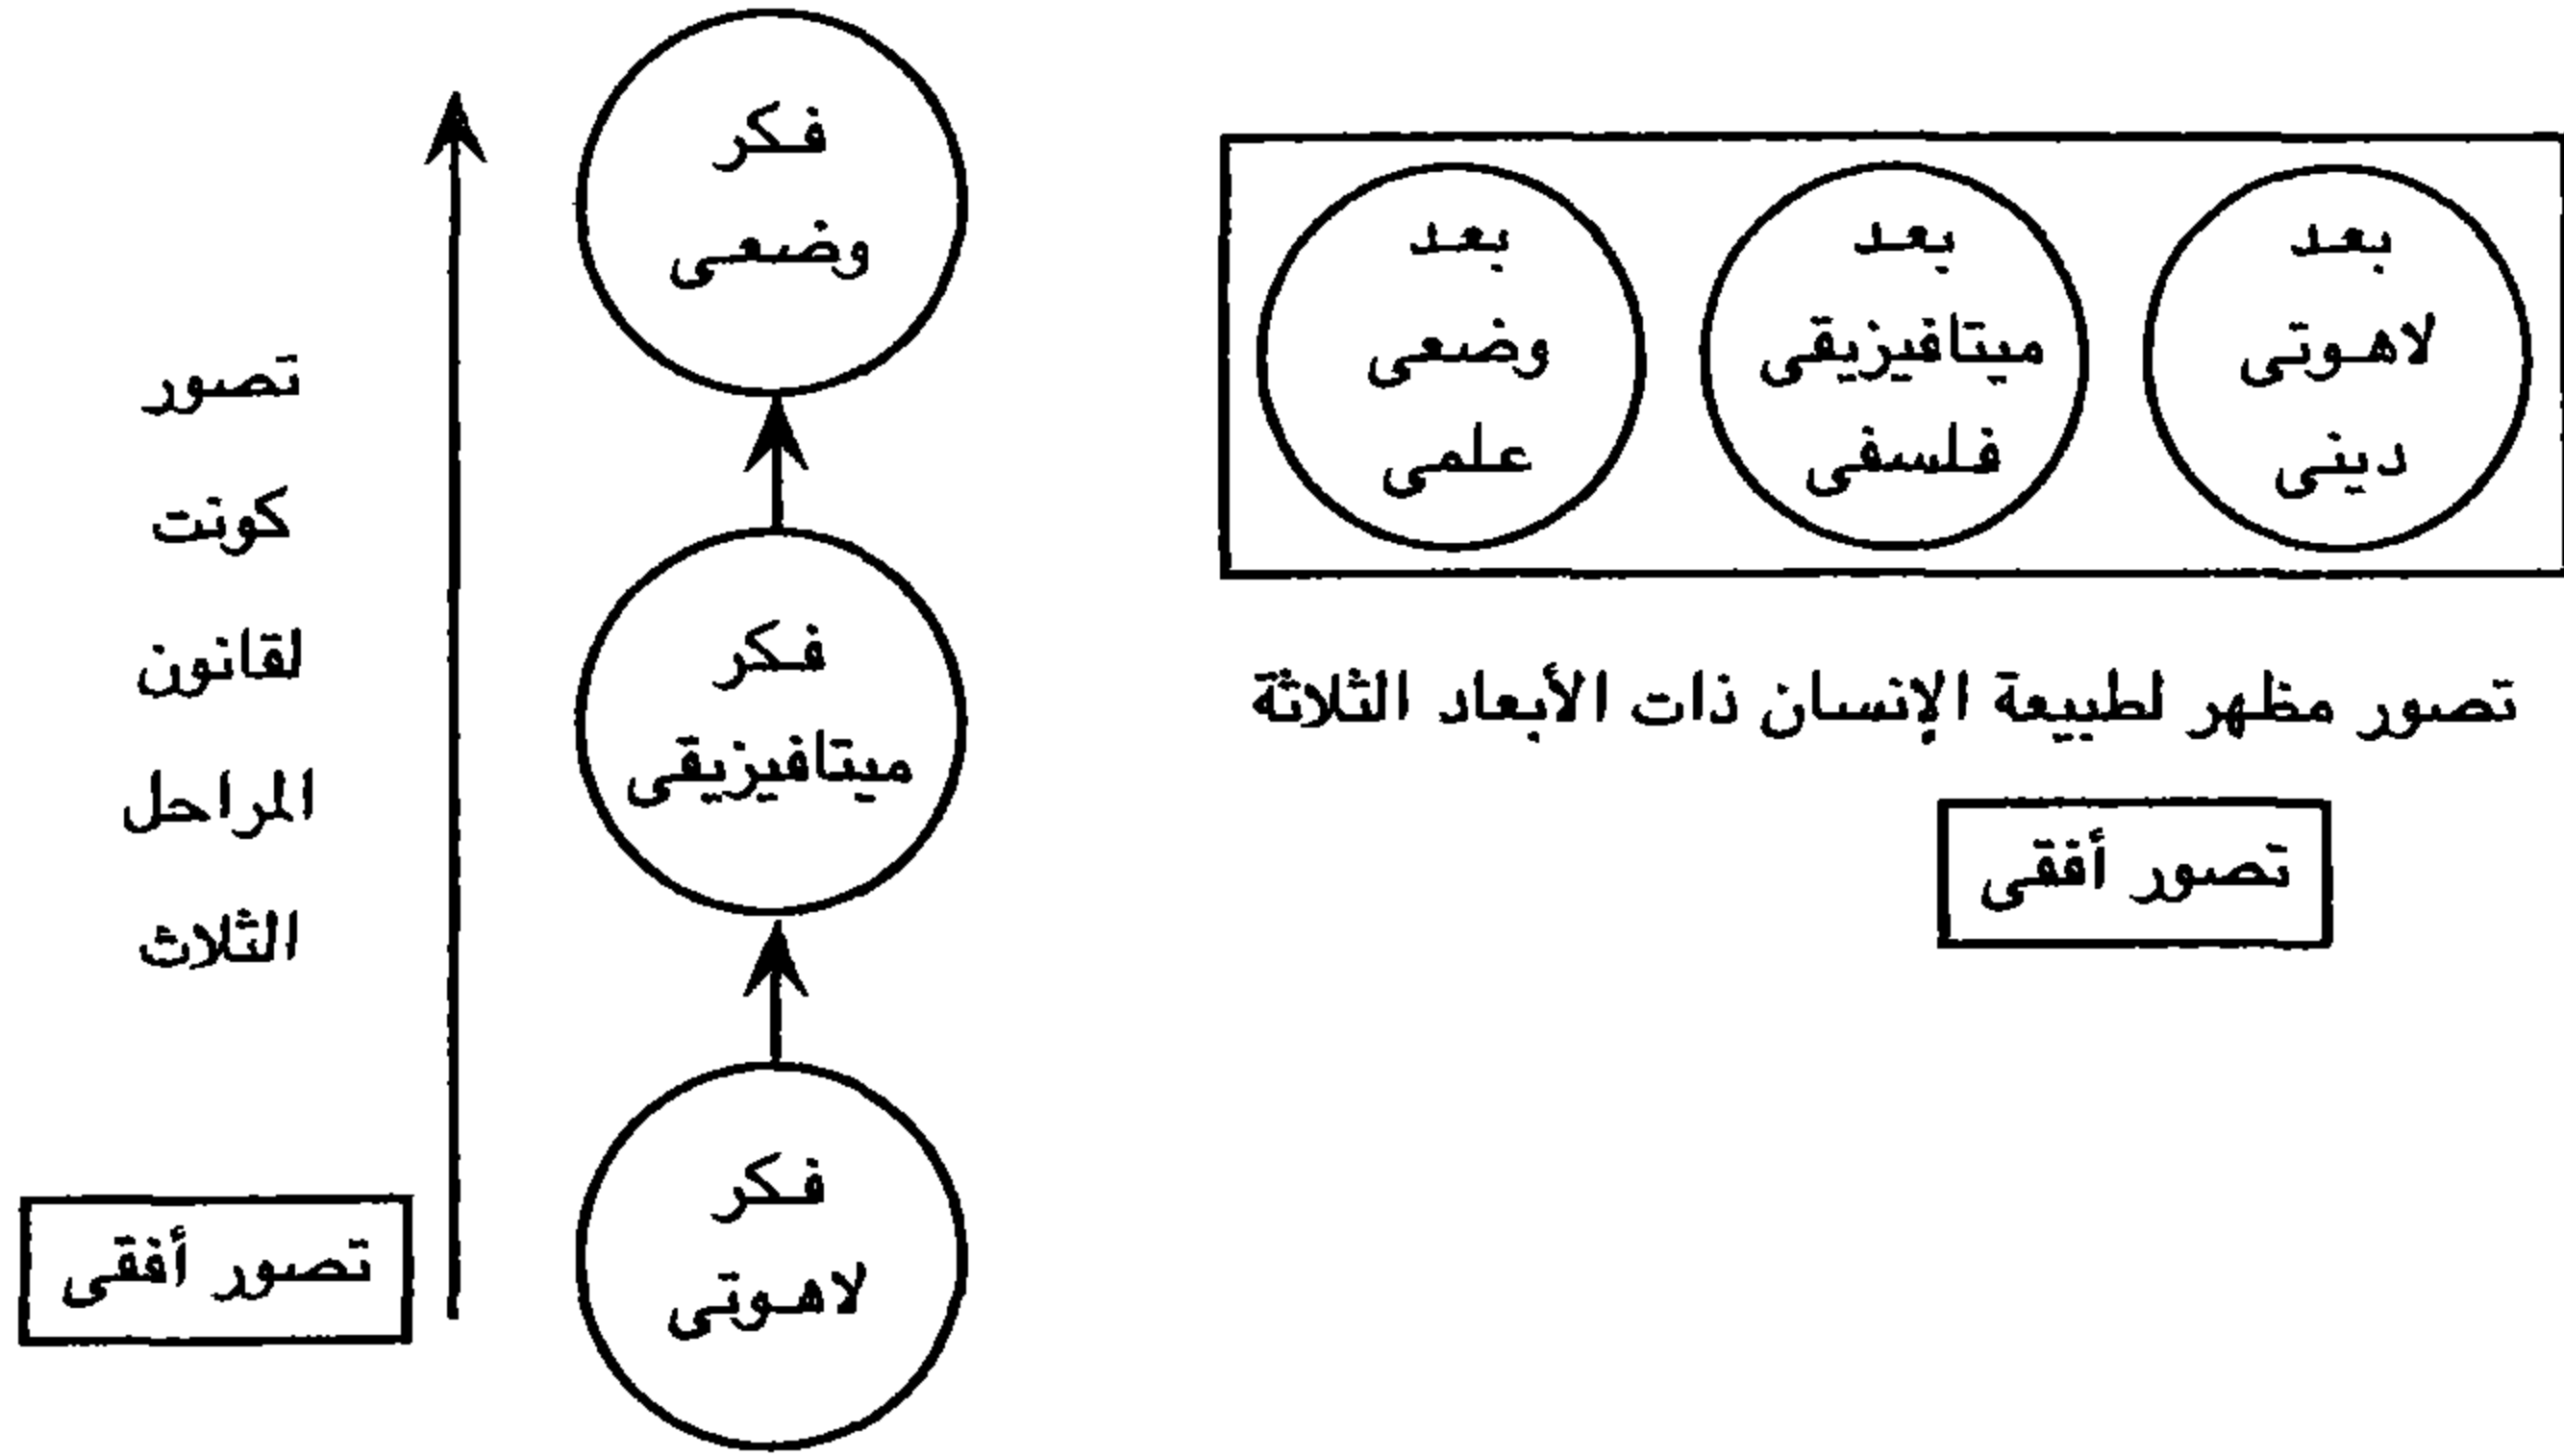 بعد
لاهوتى
دينى
بعد
ميتافيزيقى
فلسفى
بعد
وضعى
علمى
تصور مظهر لطبيعة الإنسان ذات الأبعاد الثلاثة
تصور أفقى
فكر
وضعى
فكر
ميتافيزيقى
فكر
لاهوتى
تصور
كونت
لقانون
المراحل
الثلاث
تصور أفقى